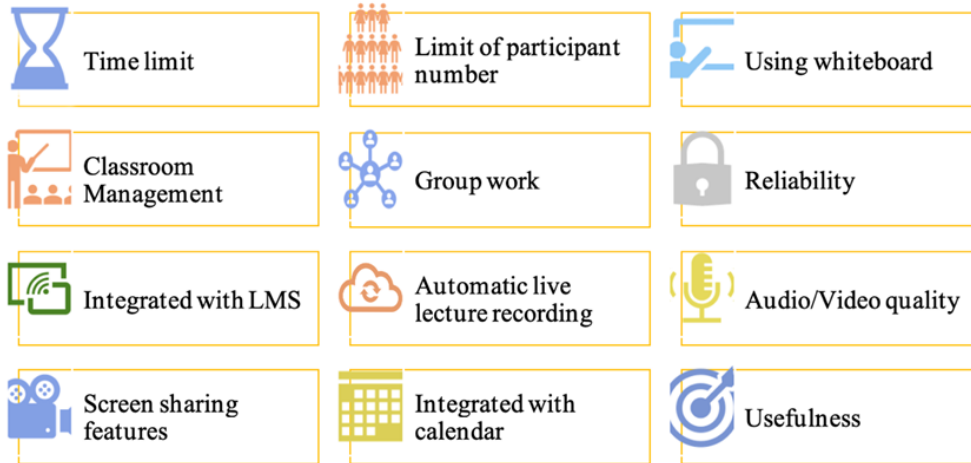 Time limit
Limit of participant
number
Using whiteboard
Classroom
Management
Group work
Reliability
Integrated with LMS
Automatic live
lecture recording
Audio/Video quality
Screen sharing
features
Integrated with
calendar
Usefulness